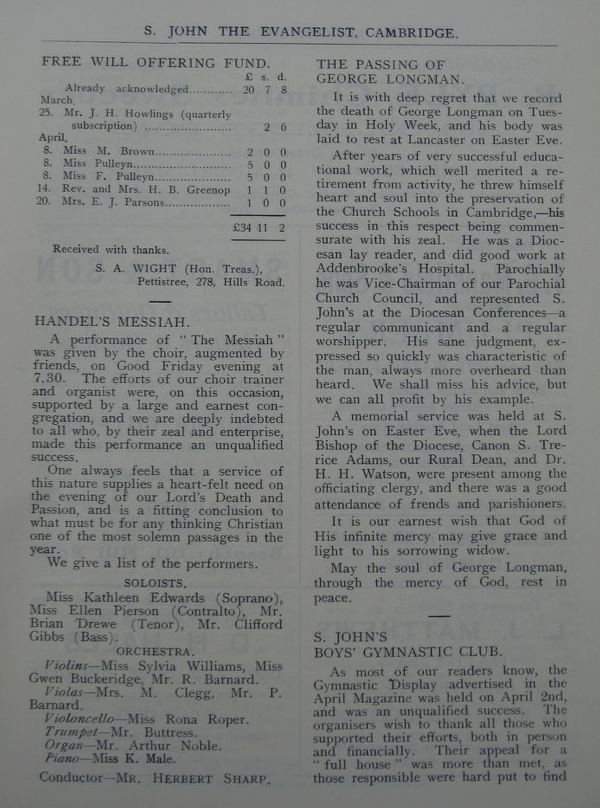 S. JOHN THE EVANGELIST, CAMBRIDGE.
FREE WILL OFFERING FUND.
£ s. d.
Already acknowledged........... 20 7 8
March.
25. Mr. J. H. Howlings (quarterly
subscription) ...................... 2 6
April.
8. Miss M. Brown.................. 2 0 0
8. Miss Pulleyn...................... 5 0 0
8. Miss F. Pulleyn.................. 5 0 0
14. Rev. and Mrs. H. B. Greenop 1 1 0
20. Mrs. E. J. Parsons................ 1 0 0
£34 11 2
Received with thanks.
S. A. WIGHT (Hon. Treas.),
Pettistree, 278, Hills Road.
HANDEL'S MESSIAH.
A performance of "The Messiah"
was given by the choir, augmented by
friends, on Good Friday evening at
7.30. The efforts of our choir trainer
and organist were, on this occasion,
supported by a large and earnest con-
gregation, and we are deeply indebted
to all who, by their zeal and enterprise,
made this performance an unqualified
success.
One always feels that a service of
this nature supplies a heart-felt need on
the evening of our Lord's Death and
Passion, and is a fitting conclusion to
what must be for any thinking Christian
one of the most solemn passages in the
year.
We give a list of the performers.
SOLOISTS.
Miss Kathleen Edwards (Soprano),
Miss Ellen Pierson (Contralto), Mr.
Brian Drewe (Tenor), Mr. Clifford
Gibbs (Bass).
ORCHESTRA.
Violins—Miss Sylvia Williams, Miss
Gwen Buckeridge, Mr. R. Barnard.
Violas—Mrs. M. Clegg, Mr. P.
Barnard.
Violoncello—Miss Rona Roper.
Trumpet—Mr. Buttress.
Organ—Mr. Arthur Noble.
Piano—Miss K. Male.
Conductor—MR. HERBERT SHARP.
THE PASSING OF
GEORGE LONGMAN.
It is with deep regret that we record
the death of George Longman on Tues-
day in Holy Week, and his body was
laid to rest at Lancaster on Easter Eve.
After years of very successful educa-
tional work, which well merited a re-
tirement from activity, he threw himself
heart and soul into the preservation of
the Church Schools in Cambridge,—his
success in this respect being commen-
surate with his zeal. He was a Dioc-
esan lay reader, and did good work at
Addenbrooke's Hospital. Parochially
he was Vice-Chairman of our Parochial
Church Council, and represented S.
John's at the Diocesan Conferences—a
regular communicant and a regular
worshipper. His sane judgment, ex-
pressed so quickly was characteristic of
the man, always more overheard than
heard. We shall miss his advice, but
we can all profit by his example.
A memorial service was held at S.
John's on Easter Eve, when the Lord
Bishop of the Diocese, Canon S. Tre-
rice Adams, our Rural Dean, and Dr.
H. H. Watson, were present among the
officiating clergy, and there was a good
attendance of frends and parishioners.
It is our earnest wish that God of
His infinite mercy may give grace and
light to his sorrowing widow.
May the soul of George Longman,
through the mercy of God, rest in
peace.
S. JOHN'S
BOYS' GYMNASTIC CLUB.
As most of our readers know, the
Gymnastic Display advertised in the
April Magazine was held on April 2nd,
and was an unqualified success. The
organisers wish to thank all those who
supported their efforts, both in person
and financially. Their appeal for a
"full house" was more than met, as
those responsible were hard put to find